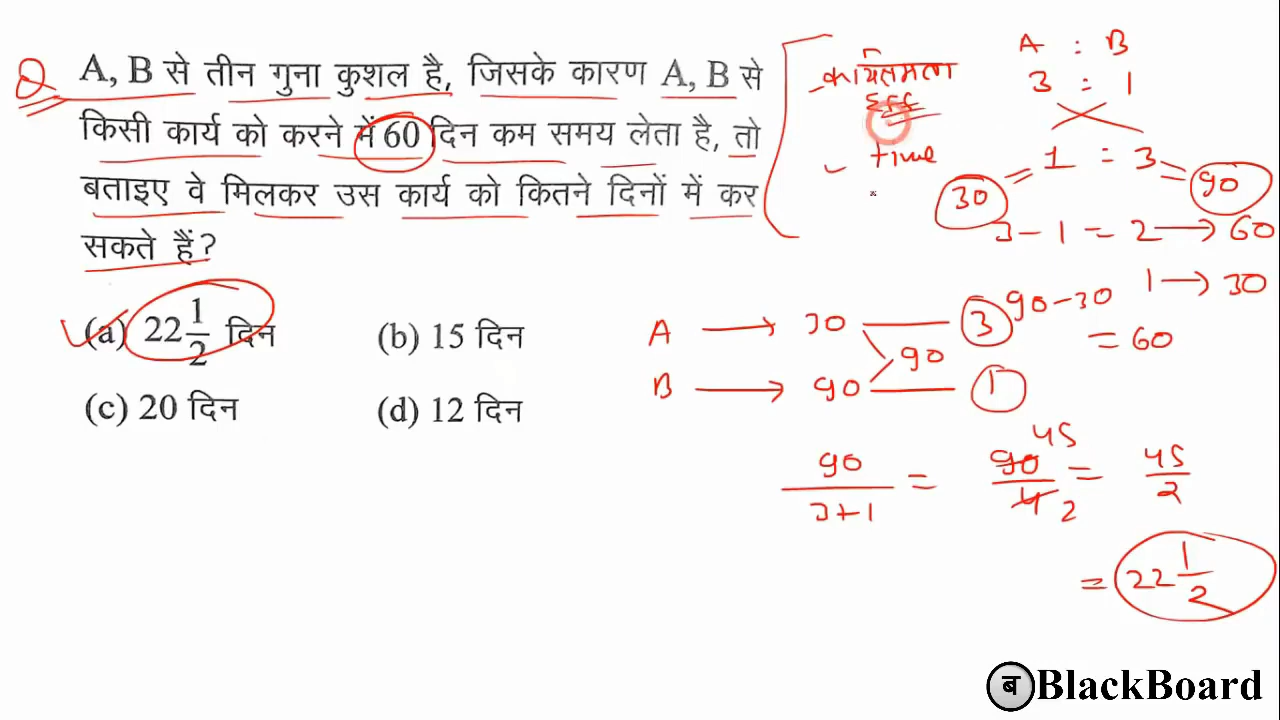 Q A, B से तीन गुना कुशल है, जिसके कारण A, B से
किसी कार्य को करने में 60 दिन कम समय लेता है, तो
बताइए वे मिलकर उस कार्य को कितने दिनों में कर
सकते हैं?
(a) 22 1/2 दिन (b) 15 दिन
(c) 20 दिन (d) 12 दिन
Eff
time
A : B
3 : 1
30 = 1 : 3 = 90
3 - 1 = 2 → 60
1 → 30
90 - 30
= 60
A → 30 3
90
B → 90 1
90/3+1 = 90/4 45 2 = 45/2
= 22 1/2
ब BlackBoard